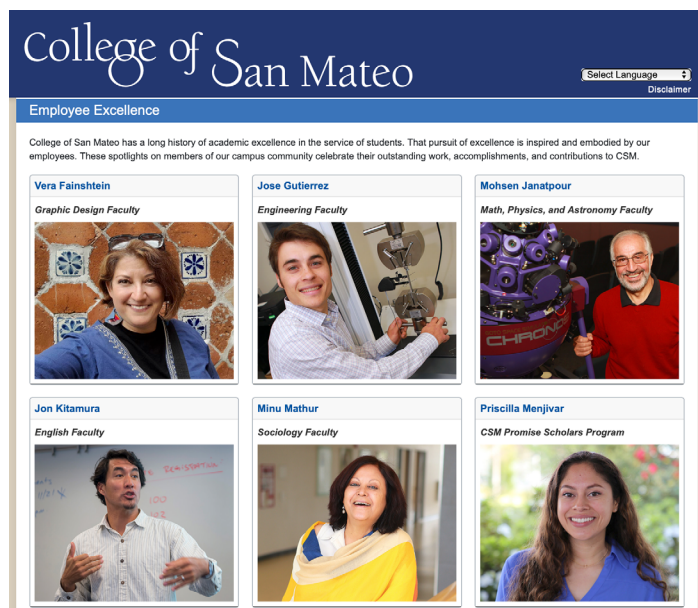 College of San Mateo
Select Language
Disclaimer
Employee Excellence
College of San Mateo has a long history of academic excellence in the service of students. That pursuit of excellence is inspired and embodied by our
employees. These spotlights on members of our campus community celebrate their outstanding work, accomplishments, and contributions to CSM.
Vera Fainshtein
Jose Gutierrez
Mohsen Janatpour
Graphic Design Faculty
Engineering Faculty
Math, Physics, and Astronomy Faculty
CHRONO
Jon Kitamura
Minu Mathur
Priscilla Menjivar
English Faculty
Sociology Faculty
CSM Promise Scholars Program
REGISTRATION
100
102